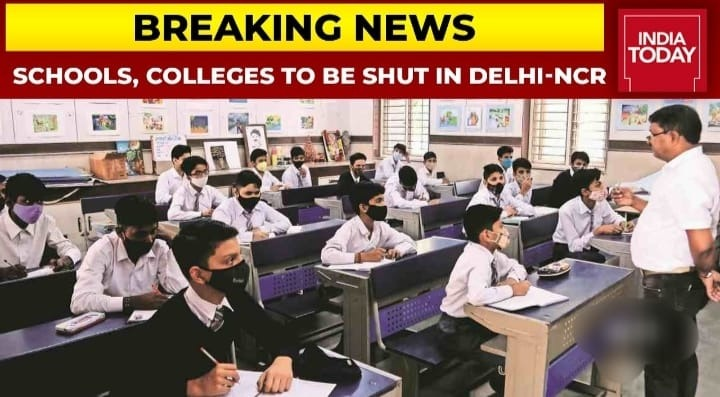 BREAKING NEWS
SCHOOLS, COLLEGES TO BE SHUT IN DELHI-NCR
INDIA
TODAY